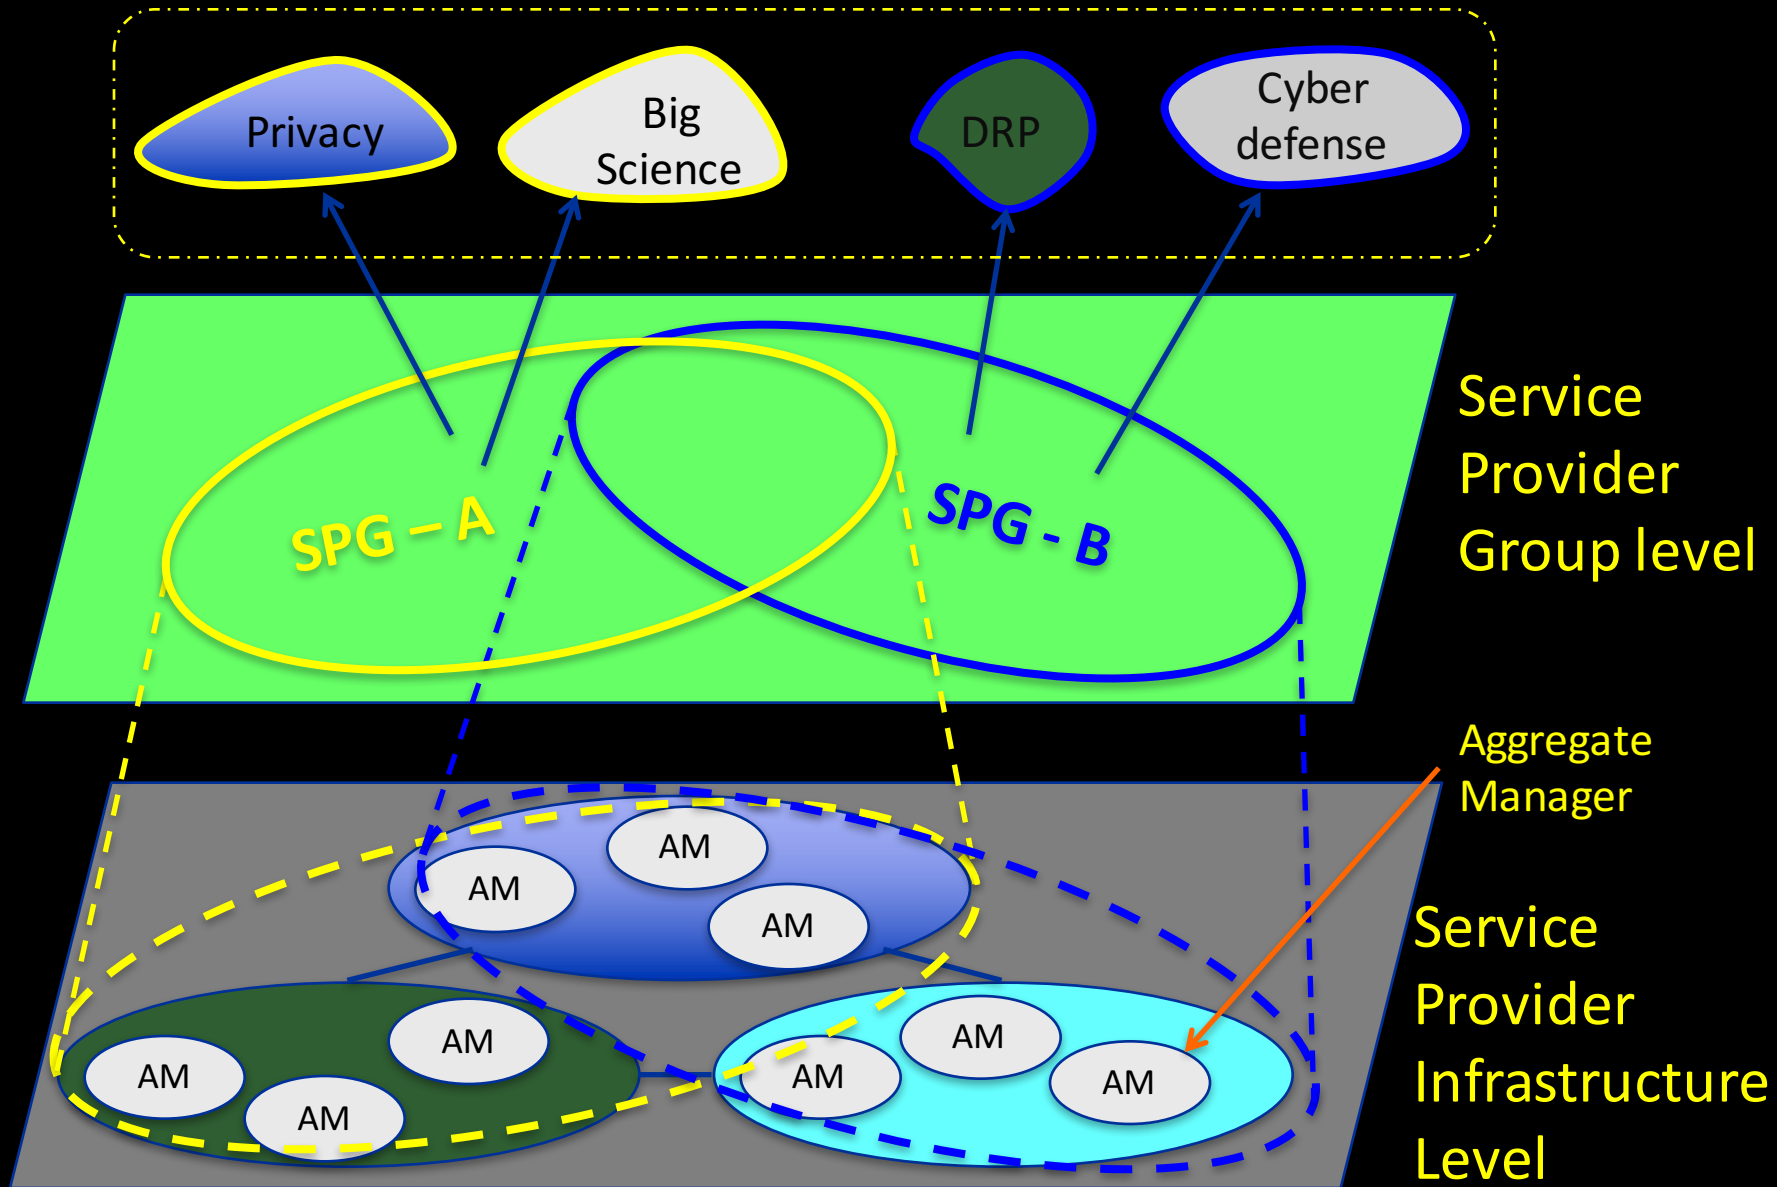 Privacy
Big
Science
DRP
Cyber
defense
SPG – A
SPG - B
Service
Provider
Group level
Aggregate
Manager
AM
AM
AM
AM
AM
AM
AM
AM
AM
Service
Provider
Infrastructure
Level